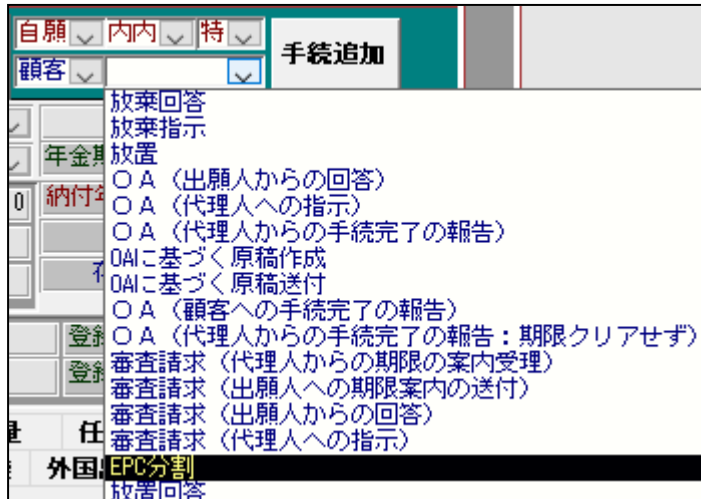 自願 内内 特 手続追加
顧客
放棄回答
放棄指示
放置
年金期
ＯＡ（出願人からの回答）
0 納付年
ＯＡ（代理人への指示）
ＯＡ（代理人からの手続完了の報告）
OAに基づく原稿作成
OAに基づく原稿送付
ＯＡ（顧客への手続完了の報告）
登録
ＯＡ（代理人からの手続完了の報告：期限クリアせず）
審査請求（代理人からの期限の案内受理）
登録
審査請求（出願人への期限案内の送付）
審査請求（出願人からの回答）
任
審査請求（代理人への指示）
外国
EPC分割
放置回答